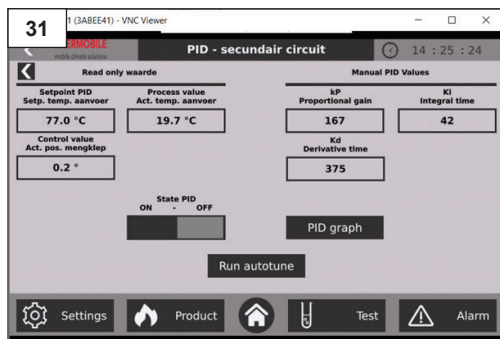 31
1 (3ABEE41) - VNC Viewer
ERMOBILE
mobile climate solutions
PID - secundair circuit
14 : 25 : 24
Read only waarde
Manual PID Values
Setpoint PID
Setp. temp. aanvoer
Process value
Act. temp. aanvoer
kP
Proportional gain
Ki
Integral time
77.0 °C
19.7 °C
167
42
Control value
Act. pos. mengklep
Kd
Derivative time
0.2 °
375
State PID
ON - OFF
PID graph
Run autotune
Settings
Product
Test
Alarm